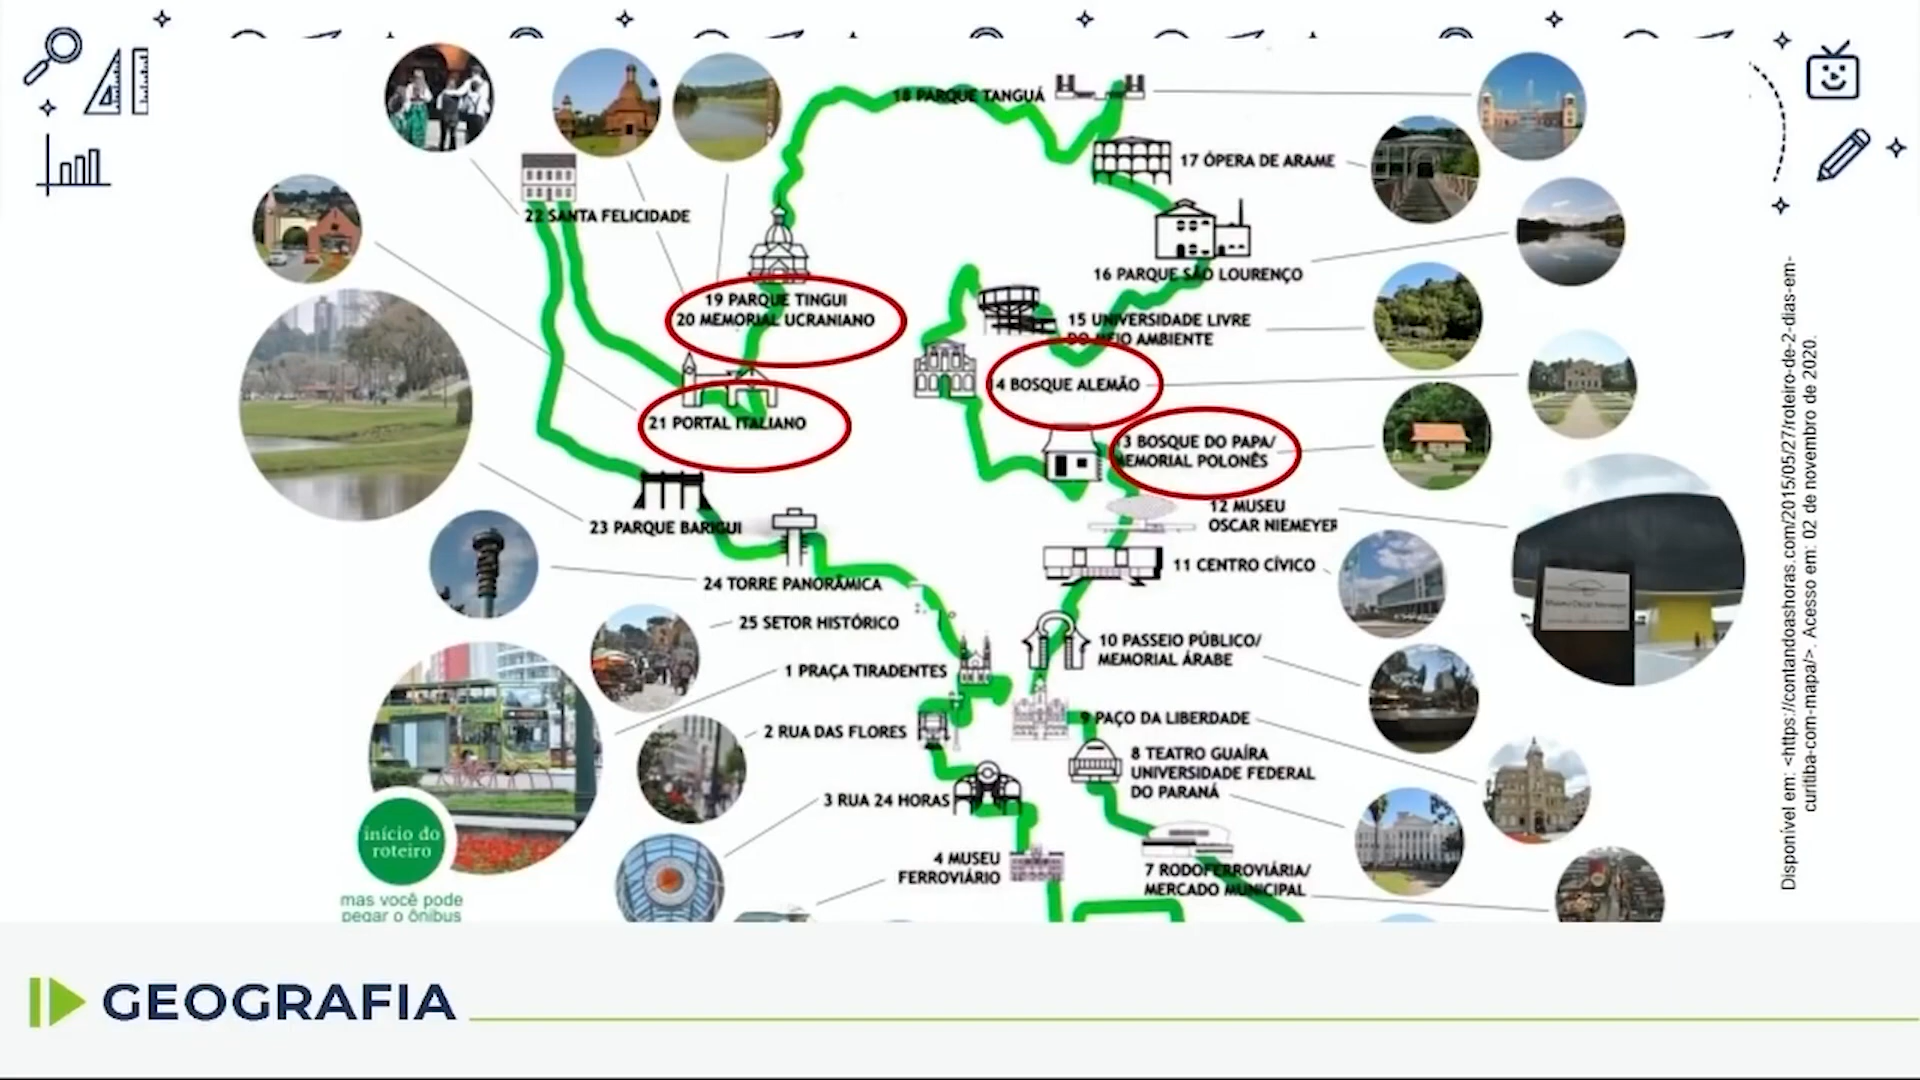 18 PARQUE TANGUÁ
17 ÓPERA DE ARAME
22 SANTA FELICIDADE
16 PARQUE SÃO LOURENÇO
19 PARQUE TINGUI
20 MEMORIAL UCRANIANO
15 UNIVERSIDADE LIVRE
DO MEIO AMBIENTE
4 BOSQUE ALEMÃO
21 PORTAL ITALIANO
3 BOSQUE DO PAPA/
MEMORIAL POLONÊS
12 MUSEU
OSCAR NIEMEYER
23 PARQUE BARIGUI
11 CENTRO CÍVICO
24 TORRE PANORÂMICA
25 SETOR HISTÓRICO
10 PASSEIO PÚBLICO/
MEMORIAL ÁRABE
1 PRAÇA TIRADENTES
9 PAÇO DA LIBERDADE
2 RUA DAS FLORES
8 TEATRO GUAÍRA
UNIVERSIDADE FEDERAL
DO PARANÁ
3 RUA 24 HORAS
4 MUSEU
FERROVIÁRIO
7 RODOFERROVIÁRIA/
MERCADO MUNICIPAL
início do
roteiro
mas você pode
pegar o ônibus
Disponível em: <https://contandoashoras.com/2015/05/27/roteiro-de-2-dias-em-
curitiba-com-mapa/>. Acesso em: 02 de novembro de 2020.
GEOGRAFIA